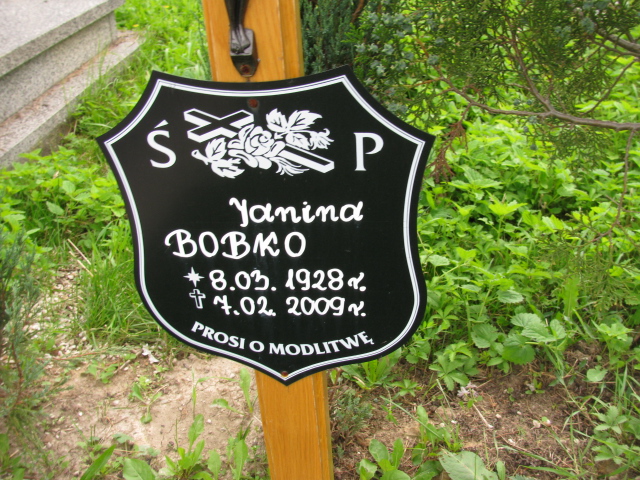 Ś P
Janina
BOBKO
8.03. 1928 r.
7.02. 2009 r.
PROSI O MODLITWĘ